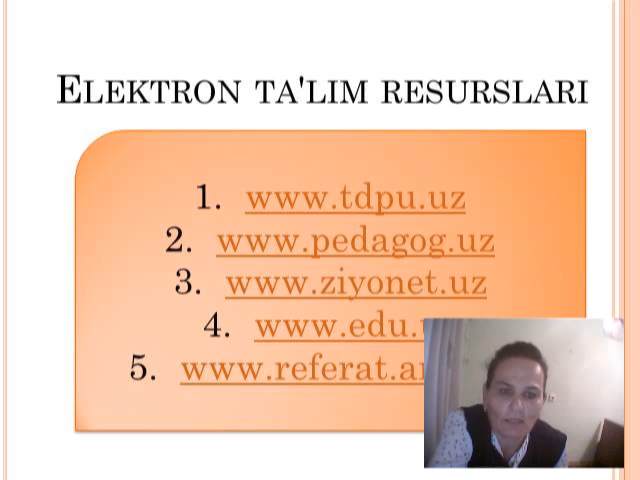 ELEKTRON TA'LIM RESURSLARI
1. www.tdpu.uz
2. www.pedagog.uz
3. www.ziyonet.uz
4. www.edu.
5. www.referat.